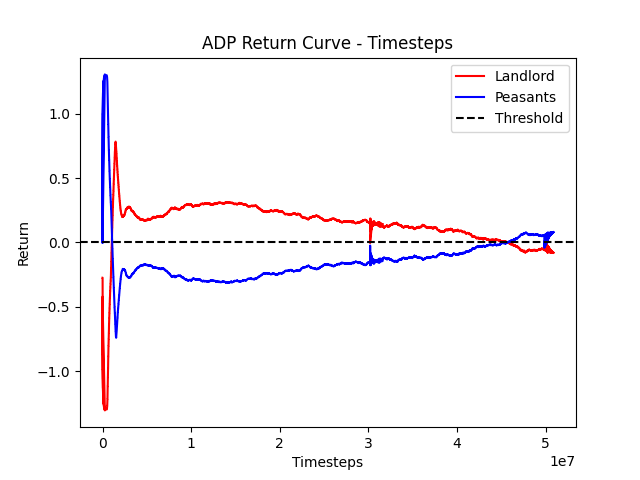 ADP Return Curve - Timesteps
Landlord
Peasants
Threshold
Return
1.0
0.5
0.0
−0.5
−1.0
0 1 2 3 4 5
1e7
Timesteps